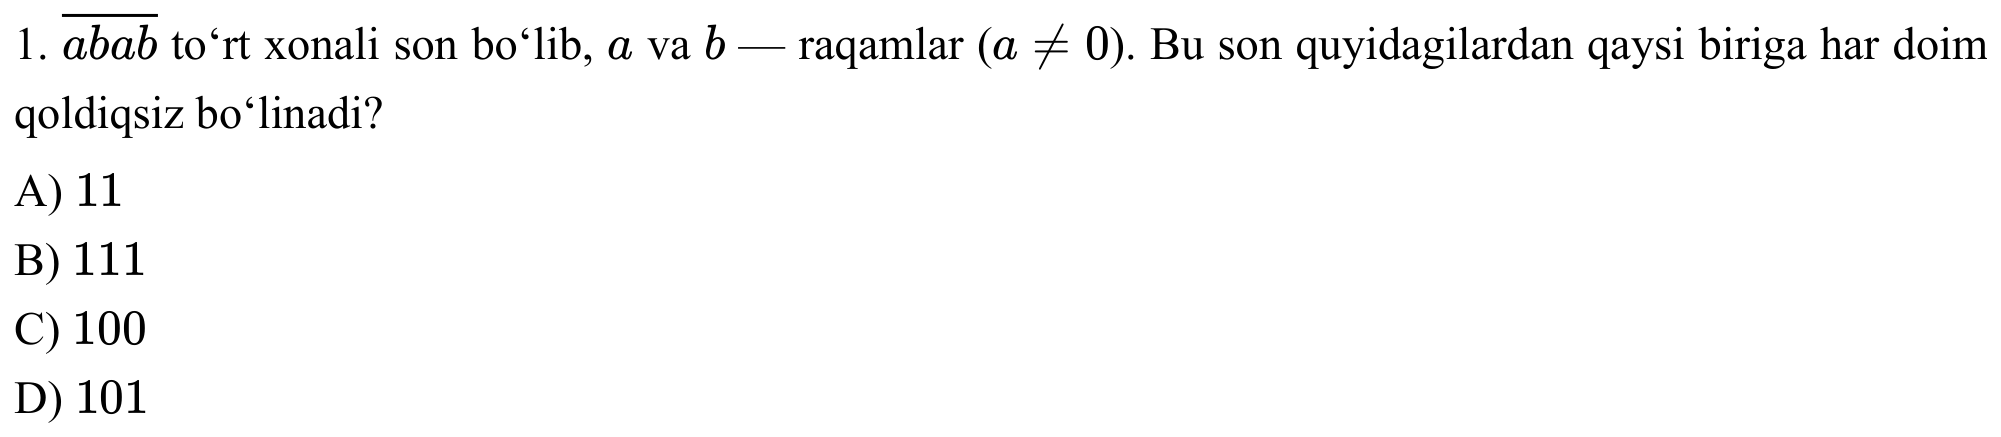 1. $\overline{abab}$ to‘rt xonali son bo‘lib, $a$ va $b$ — raqamlar ($a \neq 0$). Bu son quyidagilardan qaysi biriga har doim
qoldiqsiz bo‘linadi?
A) 11
B) 111
C) 100
D) 101